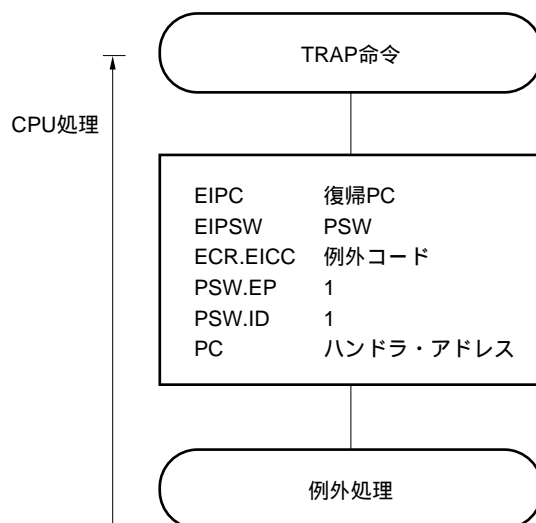 TRAP命令
CPU処理
EIPC 復帰PC
EIPSW PSW
ECR.EICC 例外コード
PSW.EP 1
PSW.ID 1
PC ハンドラ・アドレス
例外処理